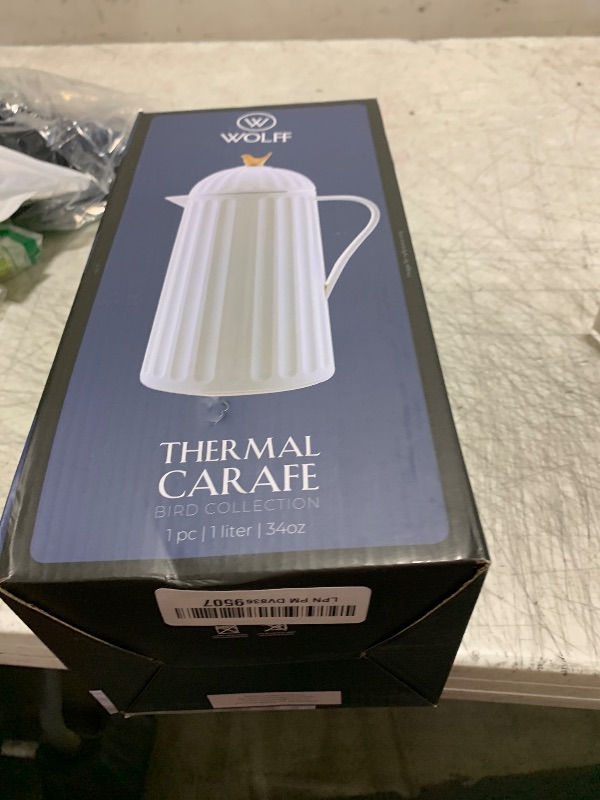 WOLFF
THERMAL
CARAFE
BIRD COLLECTION
1 pc | 1 liter | 34oz
LPN PM DV8369507